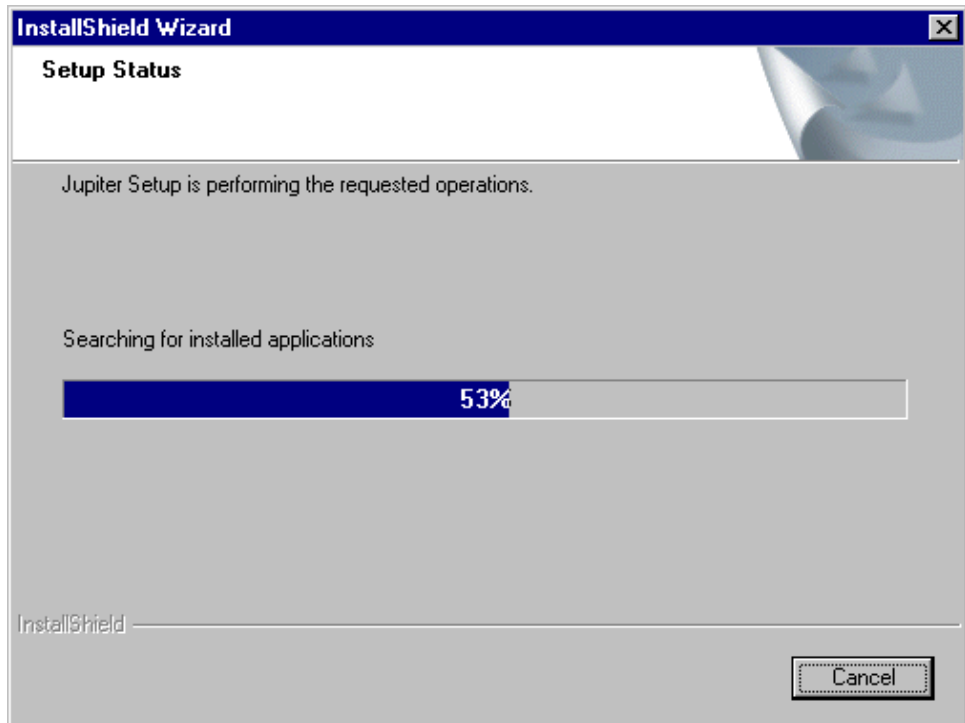 InstallShield Wizard
Setup Status
Jupiter Setup is performing the requested operations.
Searching for installed applications
53%
InstallShield
Cancel